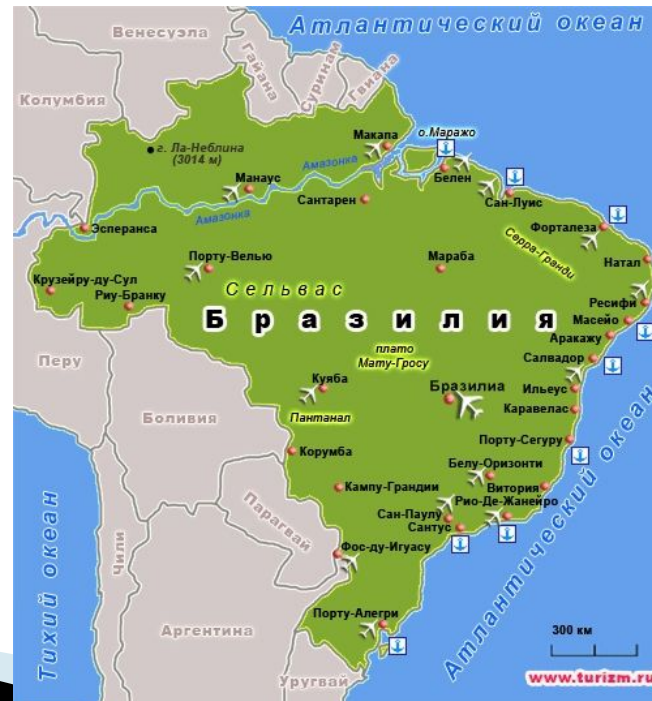 Атлантический океан
Венесуэла
Гайана
Суринам
Гвиана
Колумбия
о.Маражо
Макапа
г. Ла-Неблина
(3014 м)
Амазонка
Белен
Манаус
Сан-Луис
Сантарен
Амазонка
Эсперанса
Форталеза
Серра-Гранди
Натал
Порту-Велью
Мараба
Крузейру-ду-Сул
Сельвас
Риу-Бранку
Ресифи
Бразилия
Масейо
Аракажу
плато
Мату-Гросу
Перу
Салвадор
Куяба
Бразилиа
Ильеус
Пантанал
Каравелас
Боливия
Порту-Сегуру
Корумба
Белу-Оризонти
Кампу-Грандии
Витория
Рио-Де-Жанейро
Парагвай
Сан-Паулу
Сантус
Фос-ду-Игуасу
Атлантический океан
Тихий океан
Чили
Порту-Алегри
Аргентина
300 км
Уругвай
www.turizm.ru